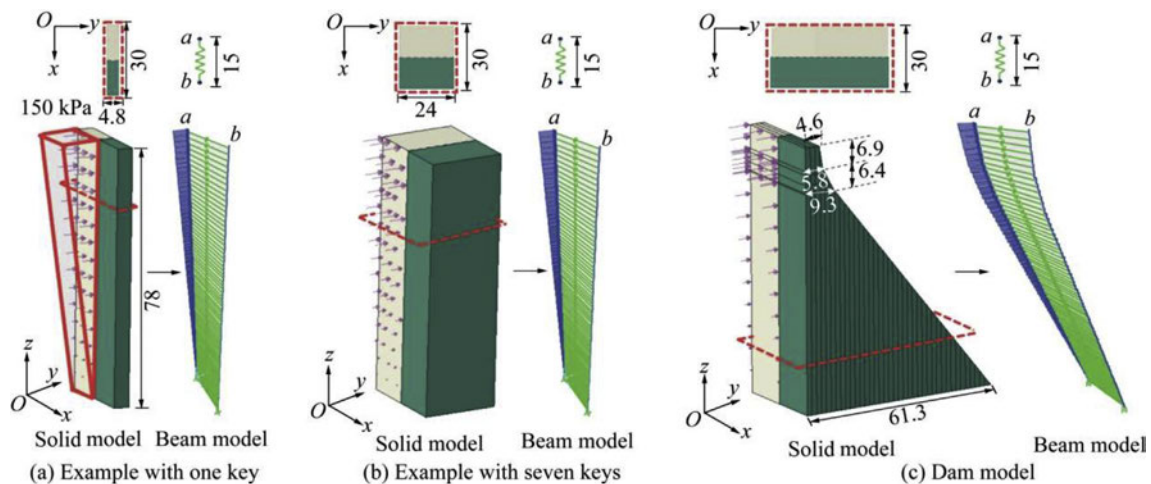 O
y
x
30
4.8
a
b
15
150 kPa
a
b
78
z
y
O
x
Solid model
Beam model
(a) Example with one key
O
y
x
30
24
a
b
15
a
b
z
y
O
x
Solid model
Beam model
(b) Example with seven keys
O
y
x
30
a
b
15
4.6
6.9
6.4
5.8
9.3
a
b
z
y
O
x
61.3
Solid model
Beam model
(c) Dam model